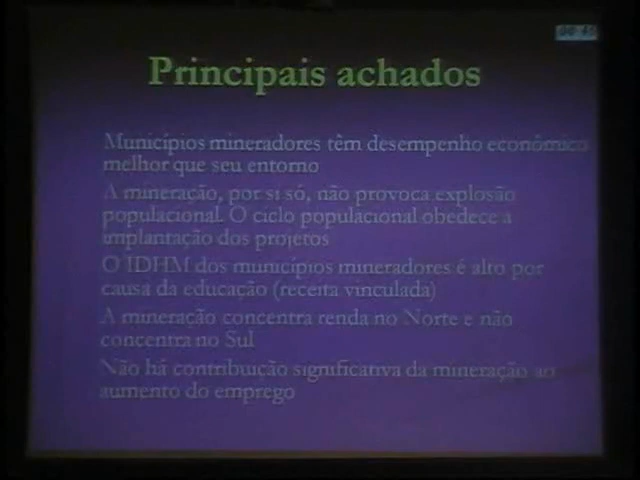 Principais achados
Municípios mineradores têm desempenho econômico
melhor que seu entorno
A mineração, por si só, não provoca explosão
populacional. O ciclo populacional obedece a
implantação dos projetos
O IDHM dos municípios mineradores é alto por
causa da educação (receita vinculada)
A mineração concentra renda no Norte e não
concentra no Sul
Não há contribuição significativa da mineração ao
aumento do emprego